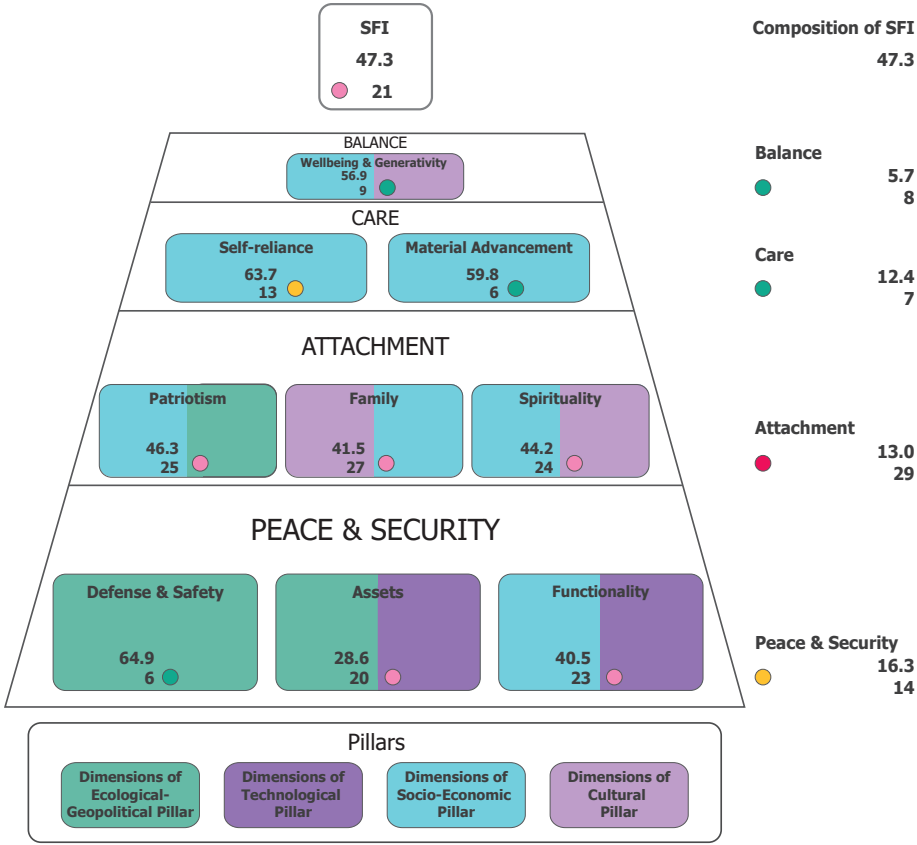 SFI
47.3
21
Composition of SFI
47.3
BALANCE
Wellbeing & Generativity
56.9
9
Balance
5.7
8
CARE
Self-reliance
63.7
13
Material Advancement
59.8
6
Care
12.4
7
ATTACHMENT
Patriotism
46.3
25
Family
41.5
27
Spirituality
44.2
24
Attachment
13.0
29
PEACE & SECURITY
Defense & Safety
64.9
6
Assets
28.6
20
Functionality
40.5
23
Peace & Security
16.3
14
Pillars
Dimensions of
Ecological-
Geopolitical Pillar
Dimensions of
Technological
Pillar
Dimensions of
Socio-Economic
Pillar
Dimensions of
Cultural
Pillar